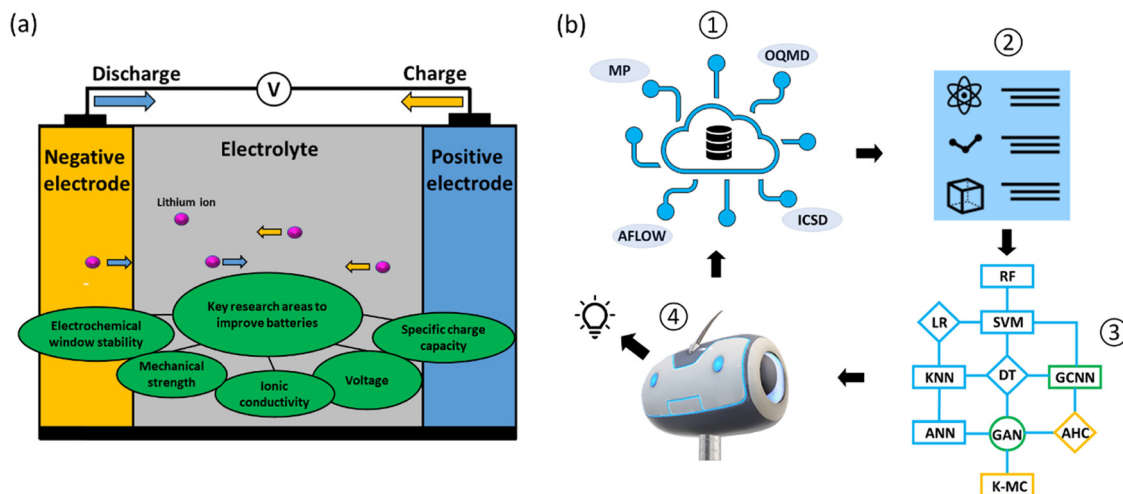 (a)
Discharge
V
Charge
Negative
electrode
Electrolyte
Positive
electrode
Lithium ion
Key research areas to
improve batteries
Electrochemical
window stability
Specific charge
capacity
Mechanical
strength
Ionic
conductivity
Voltage
(b)
1
MP
OQMD
AFLOW
ICSD
2
3
RF
LR
SVM
KNN
DT
GCNN
ANN
GAN
AHC
K-MC
4